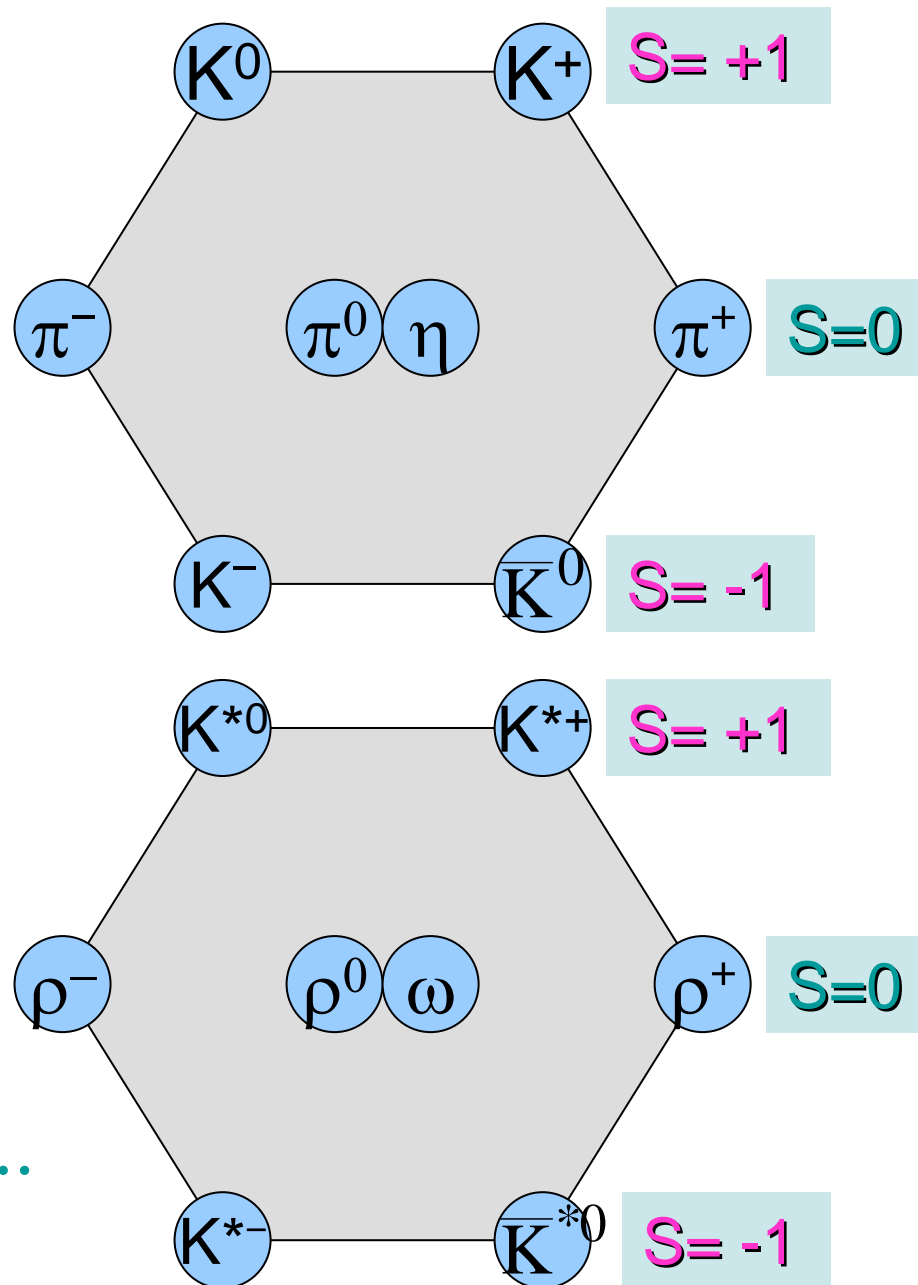 K⁰ K⁺ S= +1
π⁻ π⁰ η π⁺ S=0
K⁻ K̅⁰ S= -1
K*⁰ K*⁺ S= +1
ρ⁻ ρ⁰ ω ρ⁺ S=0
..
K*⁻ K̅*⁰ S= -1